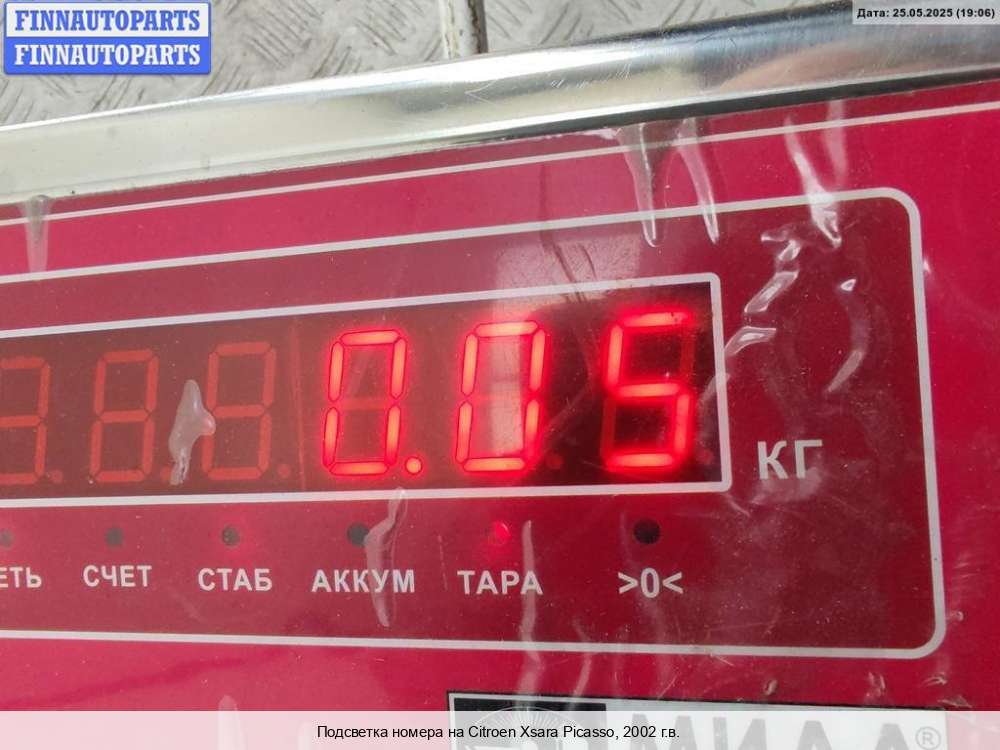 FINNAUTOPARTS
FINNAUTOPARTS
Дата: 25.05.2025 (19:06)
0.05
КГ
СЧЕТ СТАБ АККУМ ТАРА >0<
®
Подсветка номера на Citroen Xsara Picasso, 2002 г.в.